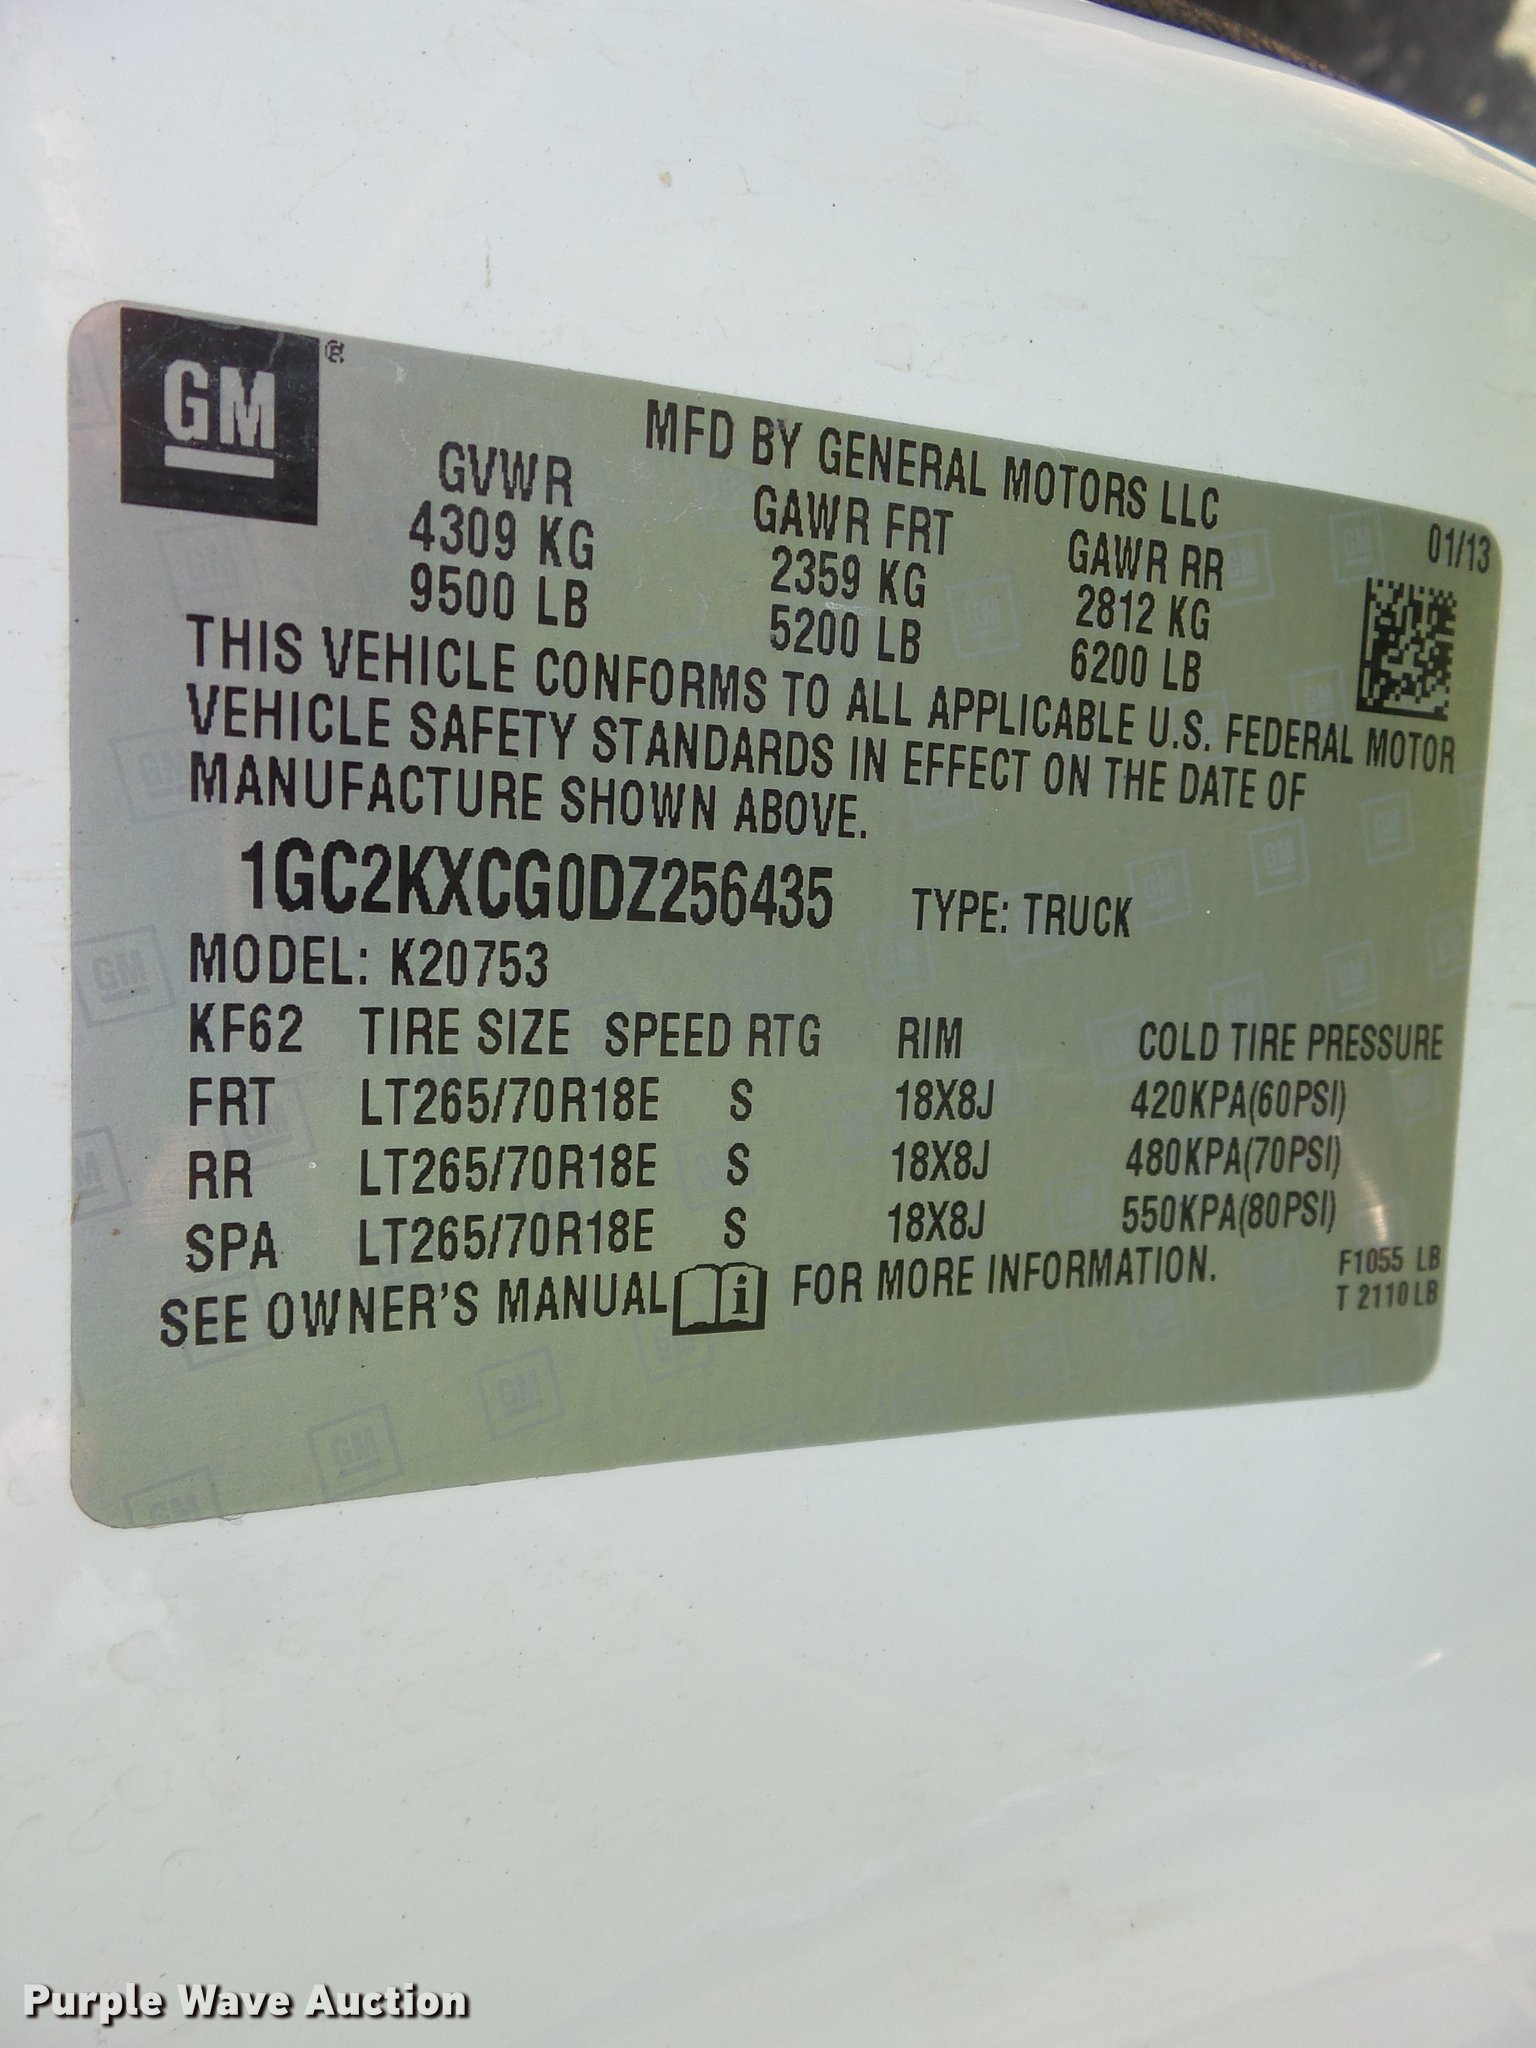 GM ®
MFD BY GENERAL MOTORS LLC
GVWR GAWR FRT GAWR RR 01/13
4309 KG 2359 KG 2812 KG
9500 LB 5200 LB 6200 LB
THIS VEHICLE CONFORMS TO ALL APPLICABLE U.S. FEDERAL MOTOR
VEHICLE SAFETY STANDARDS IN EFFECT ON THE DATE OF
MANUFACTURE SHOWN ABOVE.
1GC2KXCG0DZ256435 TYPE: TRUCK
MODEL: K20753
KF62 TIRE SIZE SPEED RTG RIM COLD TIRE PRESSURE
FRT LT265/70R18E S 18X8J 420KPA(60PSI)
RR LT265/70R18E S 18X8J 480KPA(70PSI)
SPA LT265/70R18E S 18X8J 550KPA(80PSI)
SEE OWNER'S MANUAL i FOR MORE INFORMATION.
F1055 LB
T 2110LB
Purple Wave Auction